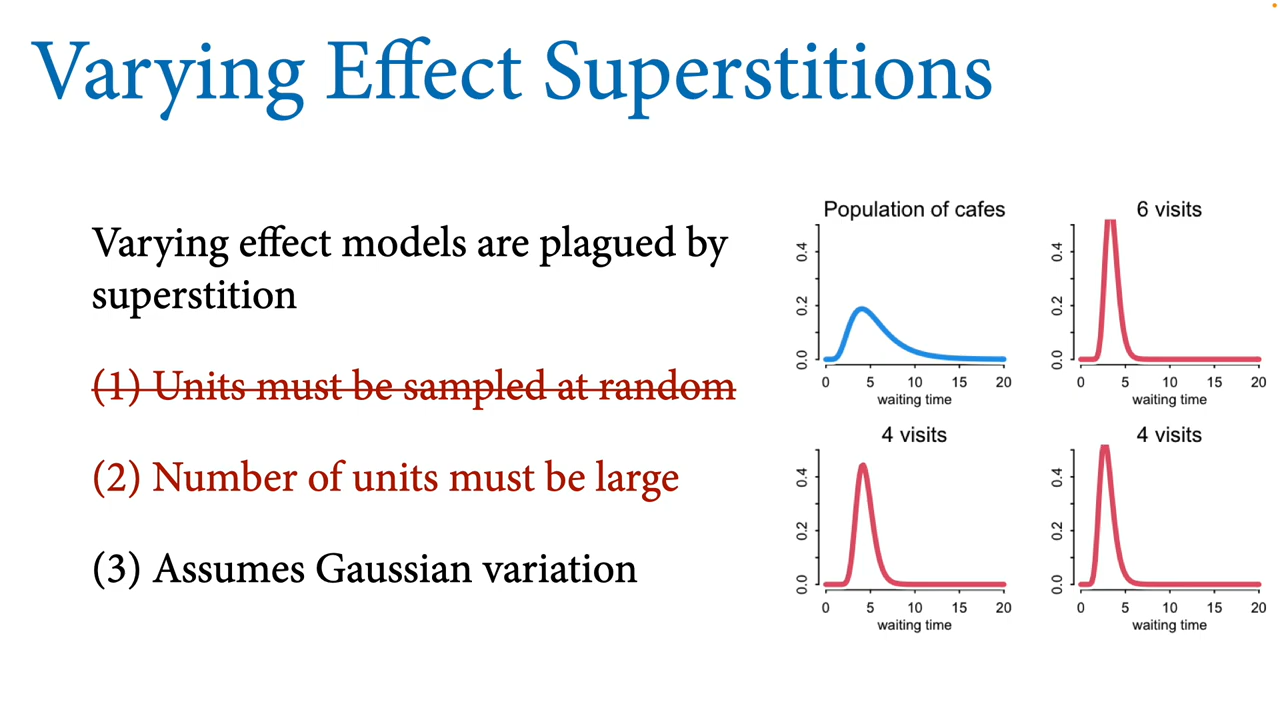 Varying Effect Superstitions
Varying effect models are plagued by
superstition
(1) Units must be sampled at random
(2) Number of units must be large
(3) Assumes Gaussian variation
Population of cafes
0.0 0.2 0.4
0 5 10 15 20
waiting time
6 visits
0.0 0.2 0.4
0 5 10 15 20
waiting time
4 visits
0.0 0.2 0.4
0 5 10 15 20
waiting time
4 visits
0.0 0.2 0.4
0 5 10 15 20
waiting time